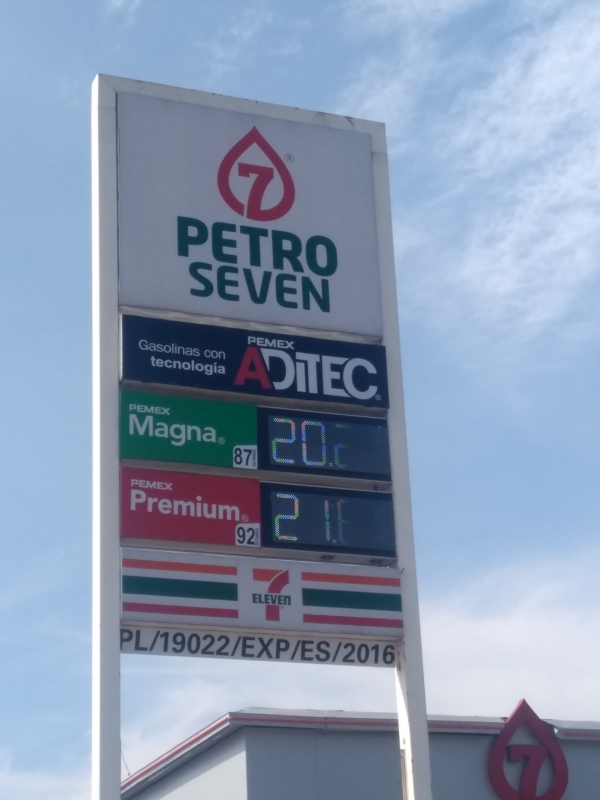 7
PETRO
SEVEN
Gasolinas con
tecnología
PEMEX
ADITEC
PEMEX
Magna
87
20.
PEMEX
Premium
92
21.
7
ELEVEN
PL/19022/EXP/ES/2016
7